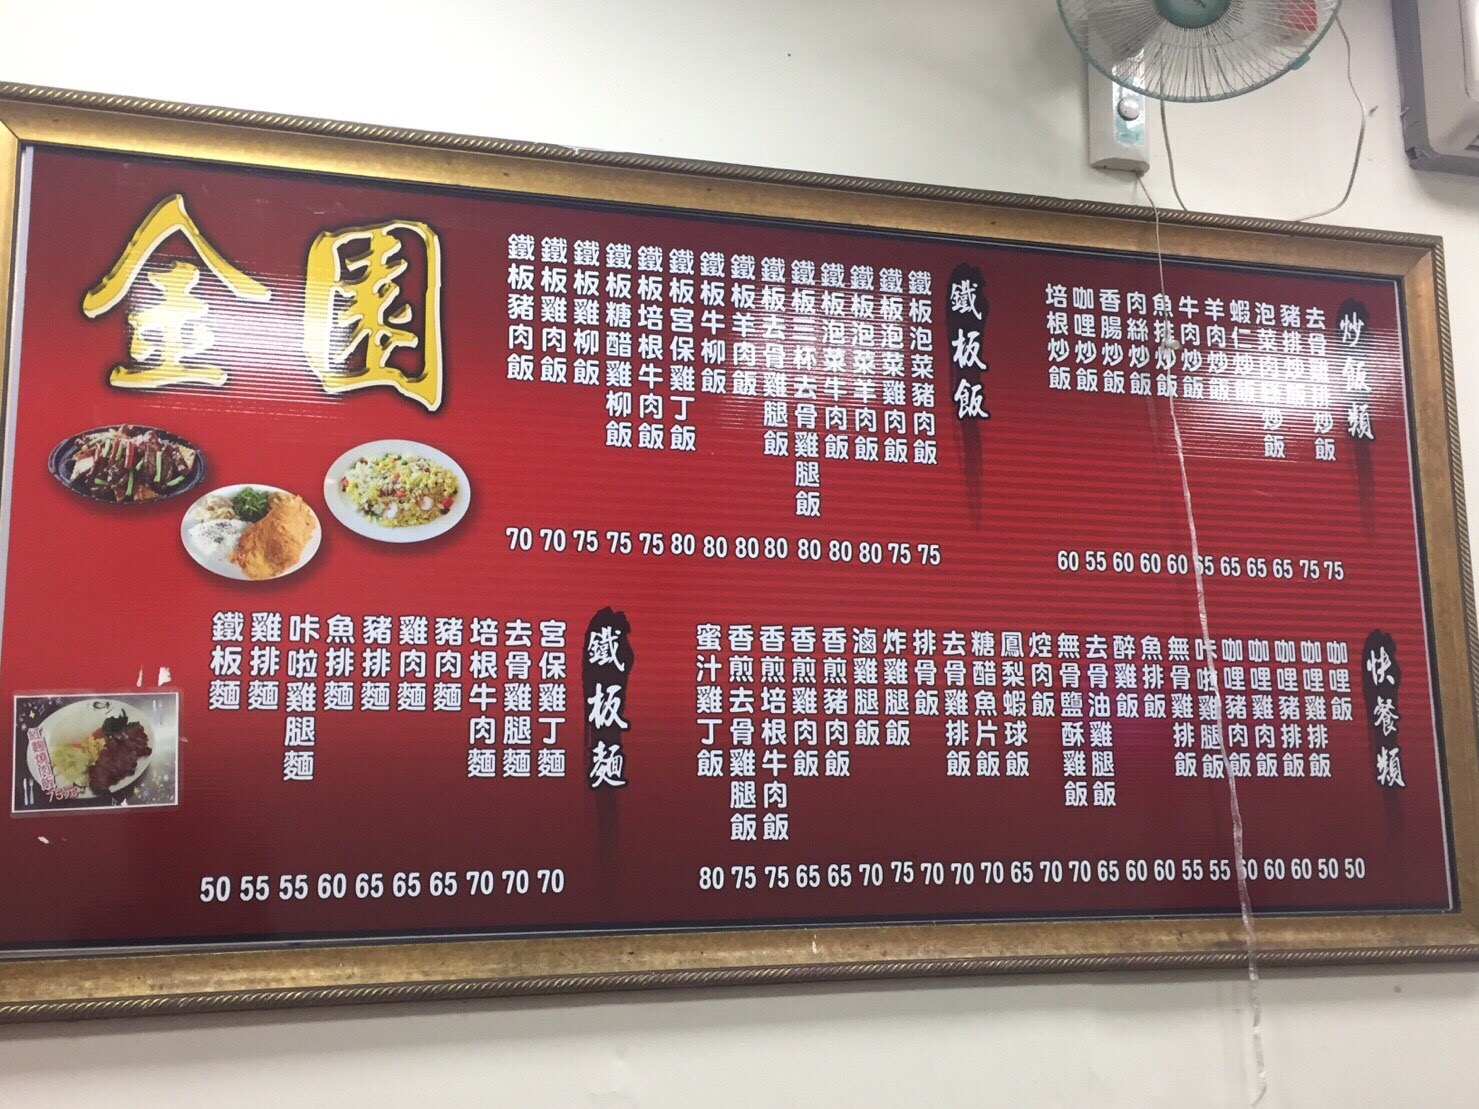 金園
炒飯類
去骨雞排炒飯
豬排炒飯
泡菜肉絲炒飯
蝦仁炒飯
羊肉炒飯
牛肉炒飯
魚排炒飯
肉絲炒飯
香腸炒飯
咖哩炒飯
培根炒飯
60 55 60 60 60 65 65 65 65 75 75
鐵板飯
鐵板泡菜豬肉飯
鐵板泡菜雞肉飯
鐵板泡菜羊肉飯
鐵板泡菜牛肉飯
鐵板三杯去骨雞腿飯
鐵板去骨雞腿飯
鐵板羊肉飯
鐵板牛柳飯
鐵板宮保雞丁飯
鐵板培根牛肉飯
鐵板糖醋雞柳飯
鐵板雞柳飯
鐵板雞肉飯
鐵板豬肉飯
70 70 75 75 75 80 80 80 80 80 80 80 75 75
快餐類
咖哩飯
咖哩雞排飯
咖哩豬排飯
咖哩雞肉飯
咖哩豬肉飯
咔啦雞腿飯
無骨雞排飯
魚排飯
醉雞飯
去骨油雞腿飯
無骨鹽酥雞飯
焢肉飯
鳳梨蝦球飯
糖醋魚片飯
去骨雞排飯
排骨飯
炸雞腿飯
滷雞腿飯
香煎豬肉飯
香煎雞肉飯
香煎培根牛肉飯
香煎去骨雞腿飯
蜜汁雞丁飯
80 75 75 65 65 70 75 70 70 70 65 70 70 65 60 60 55 55 60 60 60 50 50
鐵板麵
宮保雞丁麵
去骨雞腿麵
培根牛肉麵
豬肉麵
雞肉麵
豬排麵
魚排麵
咔啦雞腿麵
雞排麵
鐵板麵
50 55 55 60 65 65 65 70 70 70
紅麴燒肉飯
75元